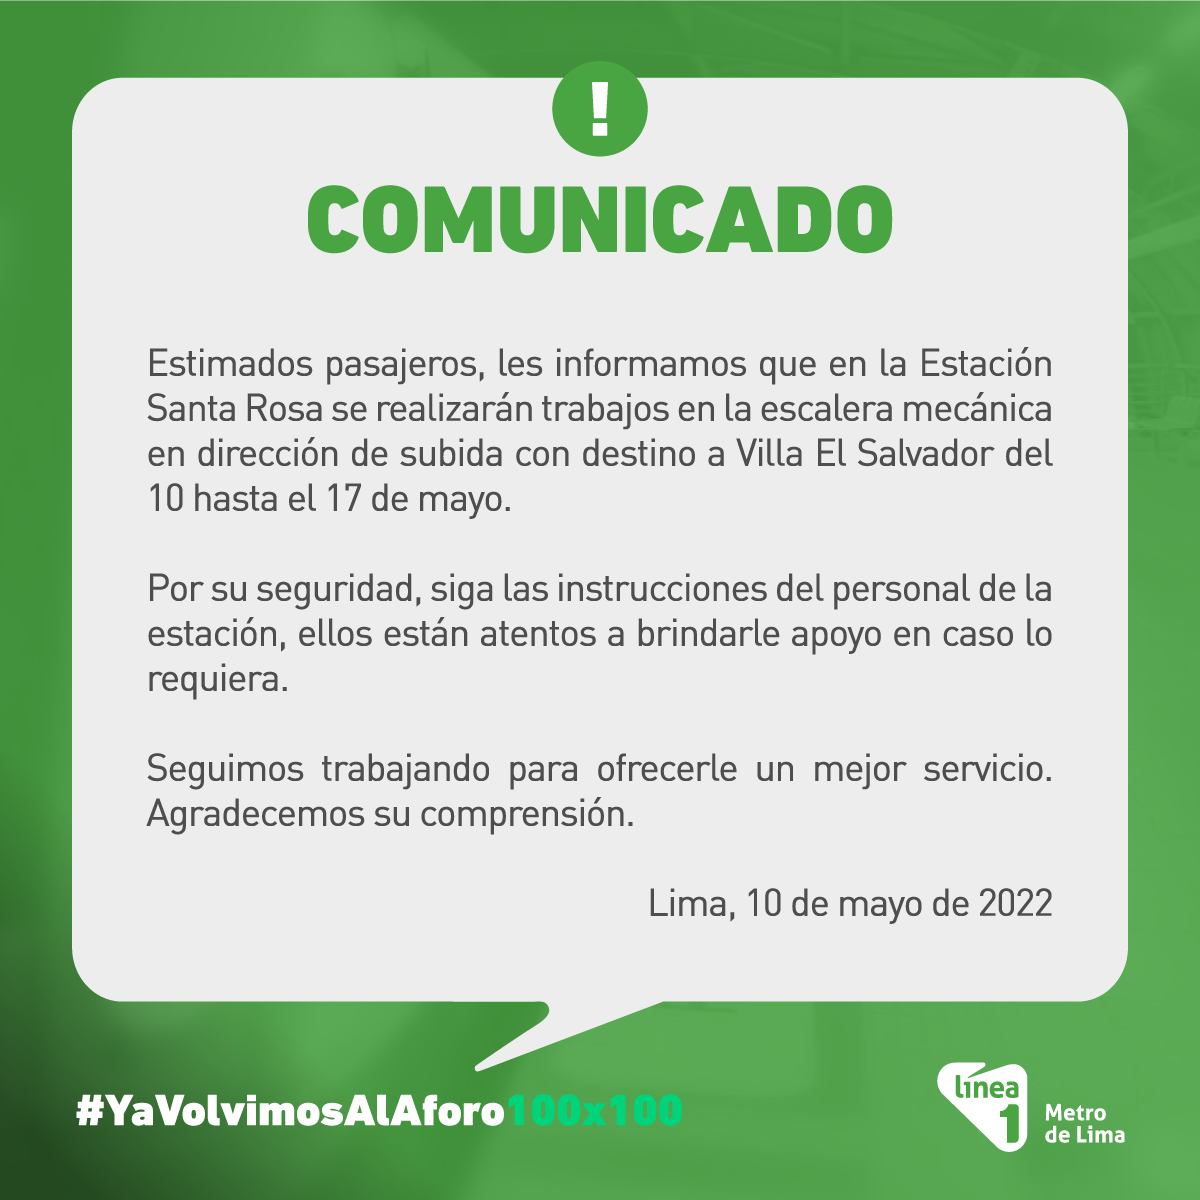 !
COMUNICADO
Estimados pasajeros, les informamos que en la Estación
Santa Rosa se realizarán trabajos en la escalera mecánica
en dirección de subida con destino a Villa El Salvador del
10 hasta el 17 de mayo.
Por su seguridad, siga las instrucciones del personal de la
estación, ellos están atentos a brindarle apoyo en caso lo
requiera.
Seguimos trabajando para ofrecerle un mejor servicio.
Agradecemos su comprensión.
Lima, 10 de mayo de 2022
#YaVolvimosAlAforo100x100
línea
1
Metro
de Lima